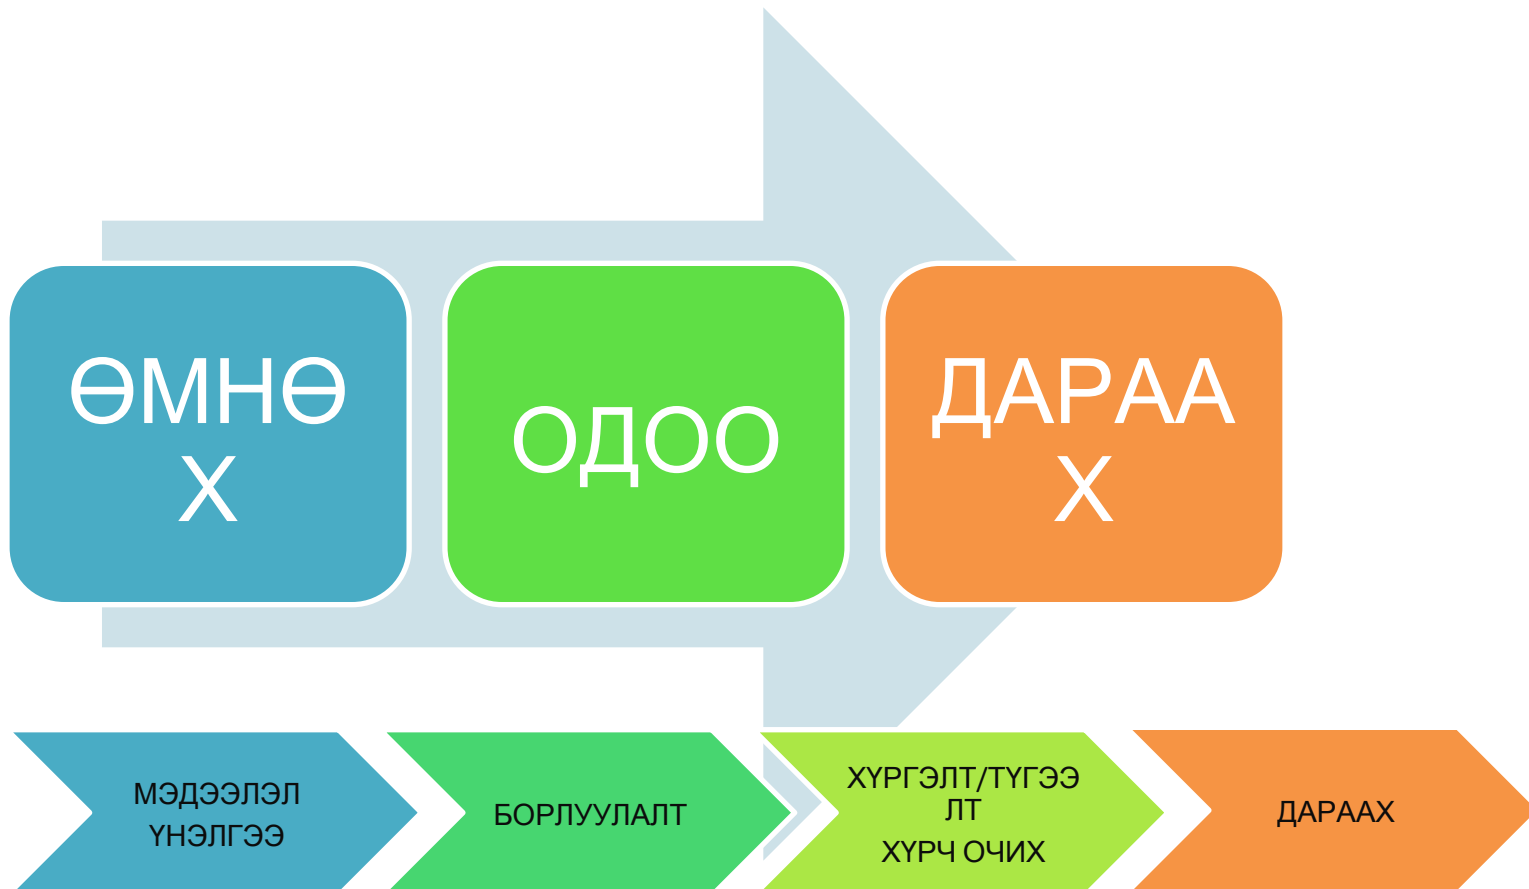 ӨМНӨ
Х
ОДОО
ДАРАА
Х
МЭДЭЭЛЭЛ
ҮНЭЛГЭЭ
БОРЛУУЛАЛТ
ХҮРГЭЛТ/ТҮГЭЭ
ЛТ
ХҮРЧ ОЧИХ
ДАРААХ